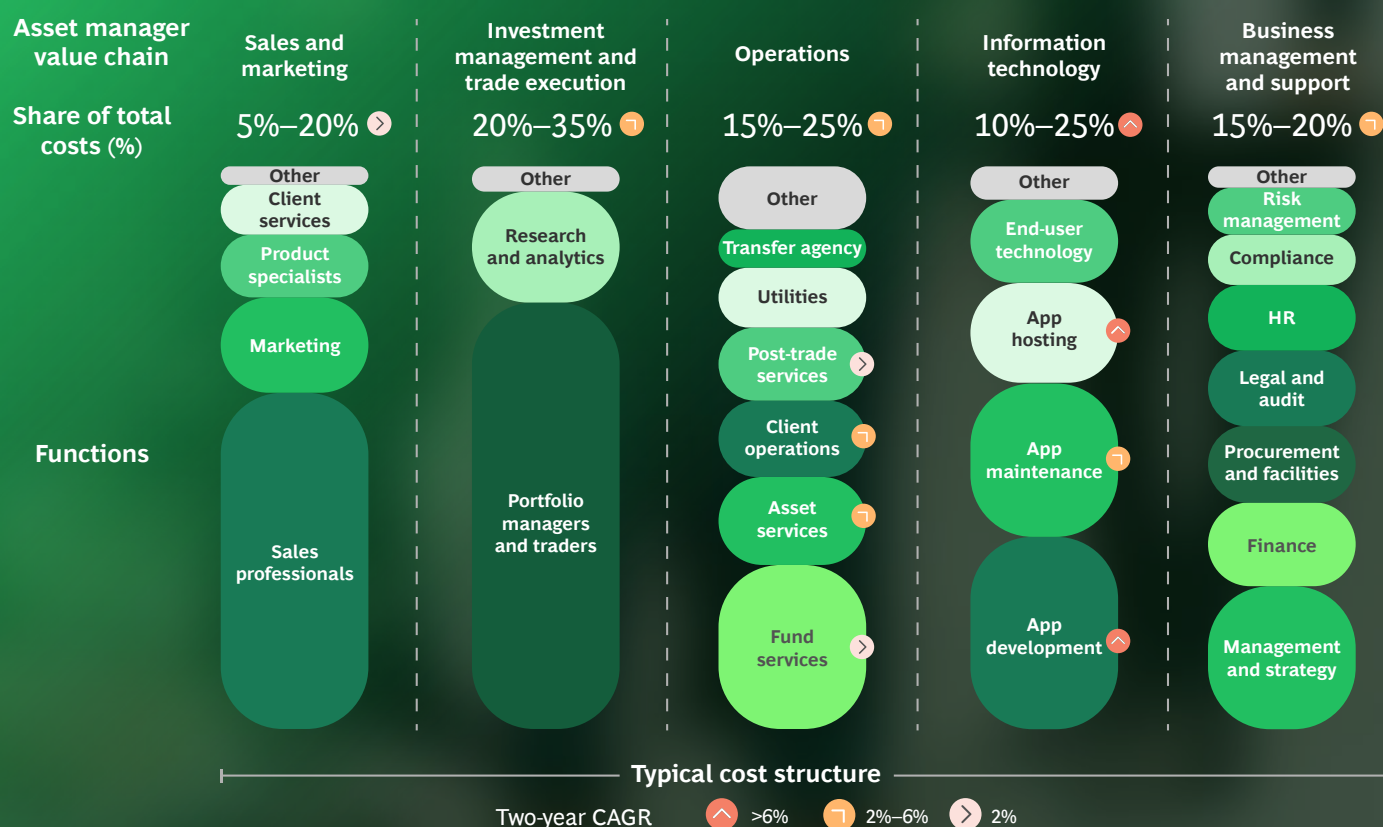 Asset manager
value chain
Sales and
marketing
Investment
management and
trade execution
Operations
Information
technology
Business
management
and support
Share of total
costs (%)
5%–20%
20%–35%
15%–25%
10%–25%
15%–20%
Functions
Other
Client
services
Product
specialists
Marketing
Sales
professionals
Other
Research
and analytics
Portfolio
managers
and traders
Other
Transfer agency
Utilities
Post-trade
services
Client
operations
Asset
services
Fund
services
Other
End-user
technology
App
hosting
App
maintenance
App
development
Other
Risk
management
Compliance
HR
Legal and
audit
Procurement
and facilities
Finance
Management
and strategy
Typical cost structure
Two-year CAGR >6% 2%–6% 2%